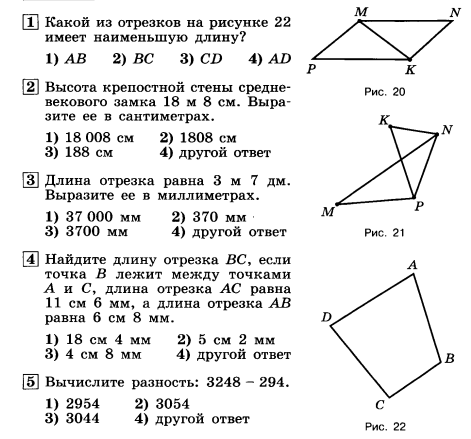 1 Какой из отрезков на рисунке 22
имеет наименьшую длину?
1) AB 2) BC 3) CD 4) AD
2 Высота крепостной стены средне-
векового замка 18 м 8 см. Выра-
зите ее в сантиметрах.
1) 18 008 см 2) 1808 см
3) 188 см 4) другой ответ
3 Длина отрезка равна 3 м 7 дм.
Выразите ее в миллиметрах.
1) 37 000 мм 2) 370 мм
3) 3700 мм 4) другой ответ
4 Найдите длину отрезка BC, если
точка B лежит между точками
A и C, длина отрезка AC равна
11 см 6 мм, а длина отрезка AB
равна 6 см 8 мм.
1) 18 см 4 мм 2) 5 см 2 мм
3) 4 см 8 мм 4) другой ответ
5 Вычислите разность: 3248 – 294.
1) 2954 2) 3054
3) 3044 4) другой ответ
M N
P K
Рис. 20
K N
M P
Рис. 21
A
D
B
C
Рис. 22